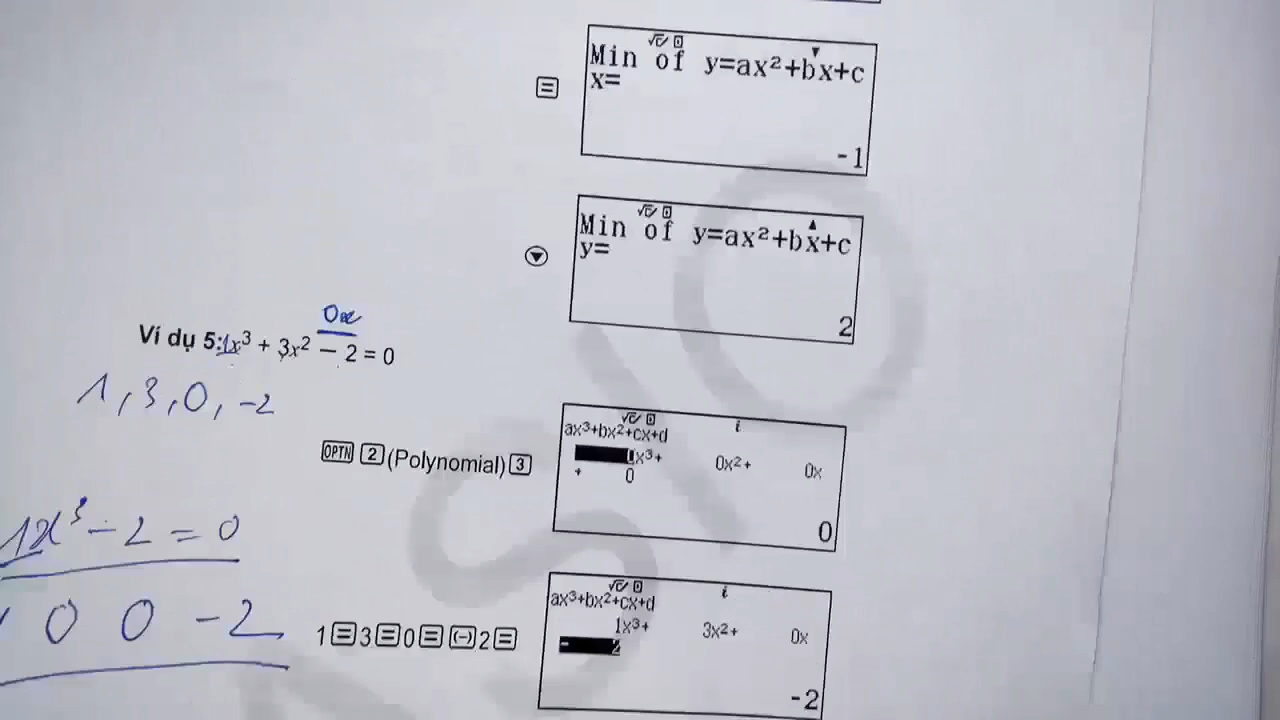 Min of y=ax²+bx+c
x=
-1
Min of y=ax²+bx+c
y=
2
0x
Ví dụ 5: 1x³ + 3x² − 2 = 0
1, 3, 0, -2
OPTN 2 (Polynomial) 3
ax³+bx²+cx+d
i
0x³+ 0x²+ 0x
+ 0
0
1x³ - 2 = 0
1 0 0 -2
1=3=0=(-)2=
ax³+bx²+cx+d
i
1x³+ 3x²+ 0x
- 2
-2